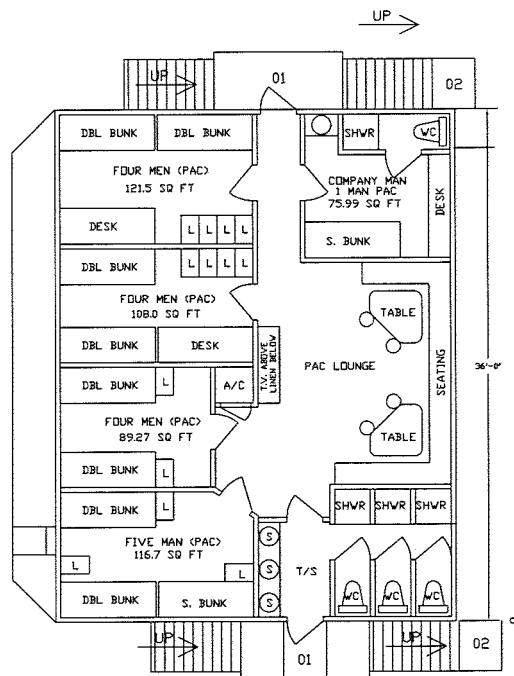 UP
UP
01
02
DBL BUNK
DBL BUNK
SHWR
WC
FOUR MEN (PAC)
121.5 SQ FT
COMPANY MAN
1 MAN PAC
75.99 SQ FT
DESK
DESK
L L L L
S. BUNK
DBL BUNK
L L L L
FOUR MEN (PAC)
108.0 SQ FT
TABLE
DBL BUNK
DESK
T.V. ABOVE
LINEN BELOW
PAC LOUNGE
SEATING
36'-0"
DBL BUNK
L
A/C
FOUR MEN (PAC)
89.27 SQ FT
TABLE
DBL BUNK
L
DBL BUNK
L
SHWR
SHWR
SHWR
FIVE MAN (PAC)
116.7 SQ FT
S
L
L
S
T/S
DBL BUNK
S. BUNK
S
WC
WC
WC
UP
01
UP
02